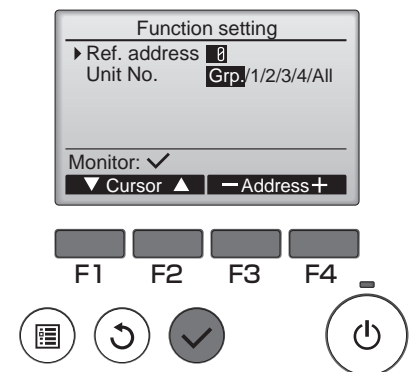 Function setting
Ref. address 0
Unit No. Grp./1/2/3/4/All
Monitor: ✓
▼ Cursor ▲ −Address+
F1 F2 F3 F4